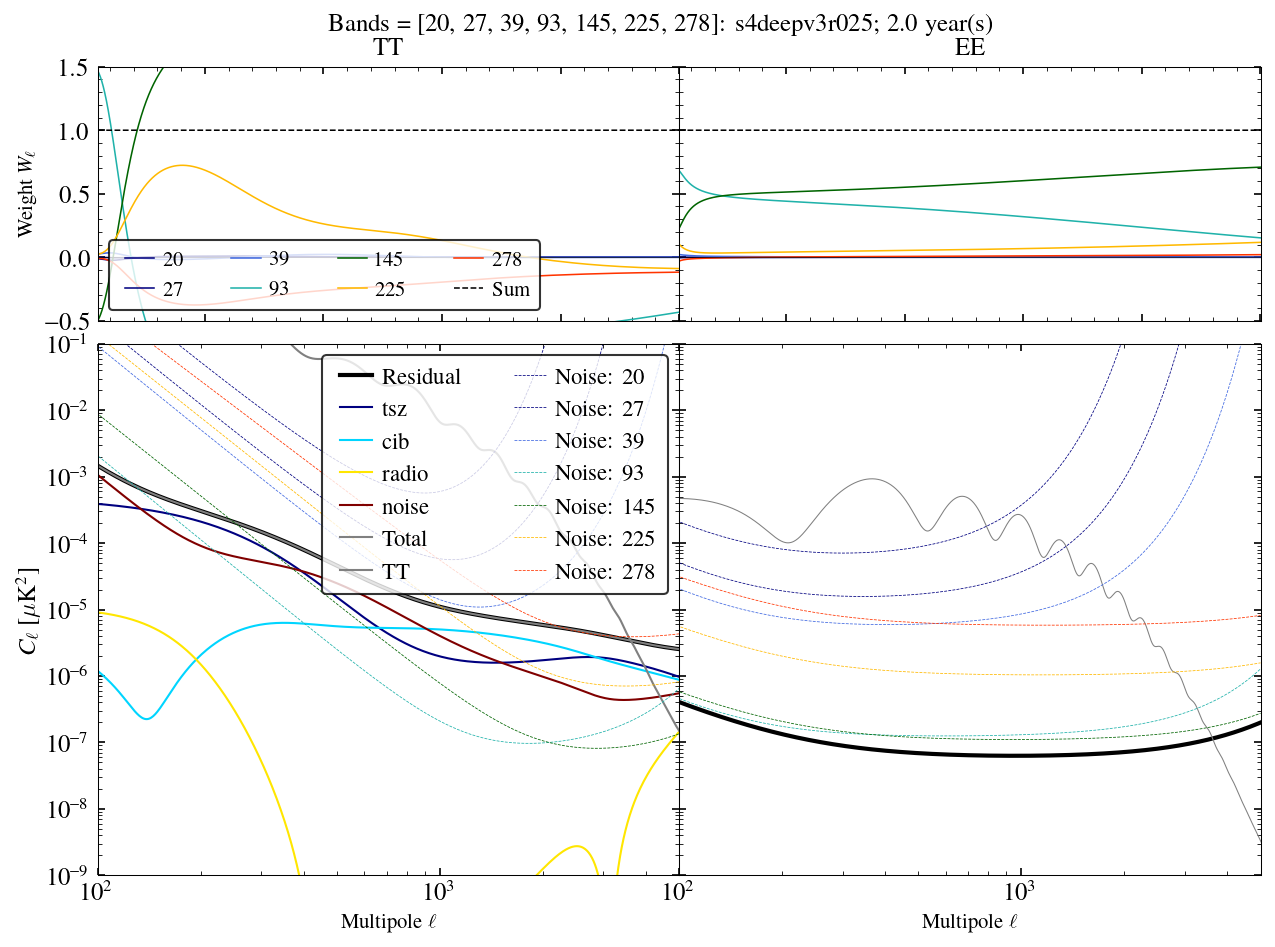 Bands = [20, 27, 39, 93, 145, 225, 278]: s4deepv3r025; 2.0 year(s)
TT
EE
Weight Wℓ
1.5
1.0
0.5
0.0
−0.5
20
39
145
278
27
93
225
Sum
Cℓ [μK²]
10⁻¹
10⁻²
10⁻³
10⁻⁴
10⁻⁵
10⁻⁶
10⁻⁷
10⁻⁸
10⁻⁹
Residual
tsz
cib
radio
noise
Total
TT
Noise: 20
Noise: 27
Noise: 39
Noise: 93
Noise: 145
Noise: 225
Noise: 278
10²
10³
10²
10³
Multipole ℓ
Multipole ℓ